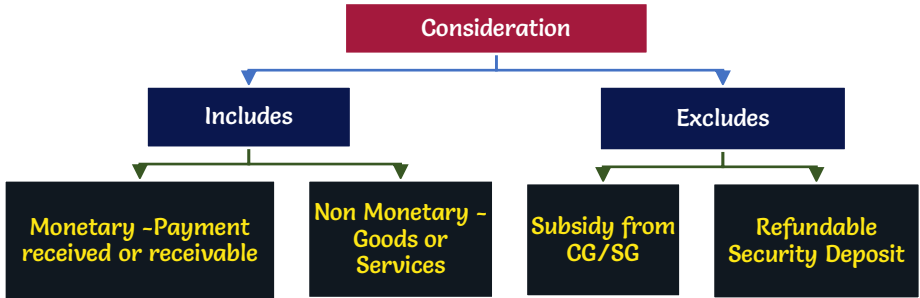 Consideration
Includes
Excludes
Monetary -Payment
received or receivable
Non Monetary -
Goods or
Services
Subsidy from
CG/SG
Refundable
Security Deposit